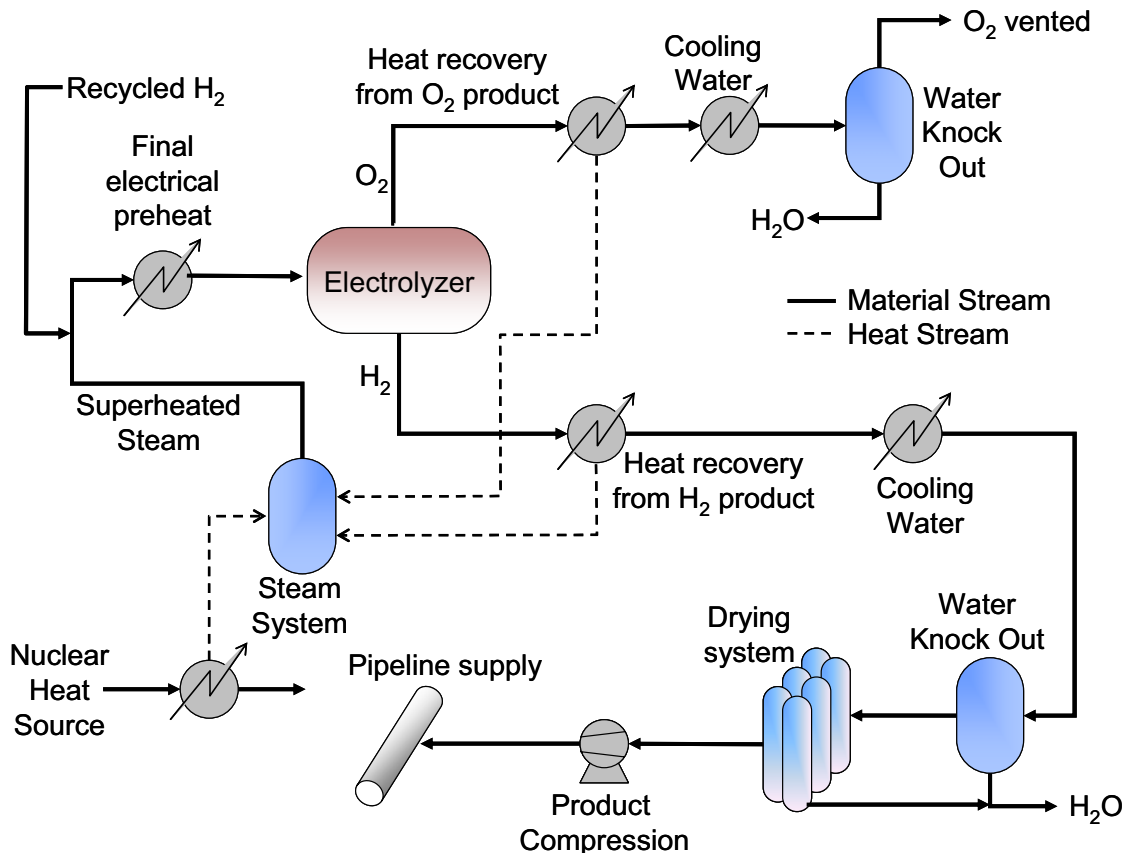 O₂ vented
Cooling
Water
Heat recovery
from O₂ product
Recycled H₂
Water
Knock
Out
Final
electrical
preheat
O₂
H₂O
Electrolyzer
Material Stream
Heat Stream
H₂
Superheated
Steam
Heat recovery
from H₂ product
Cooling
Water
Steam
System
Water
Knock Out
Drying
system
Nuclear
Heat
Source
Pipeline supply
Product
Compression
H₂O